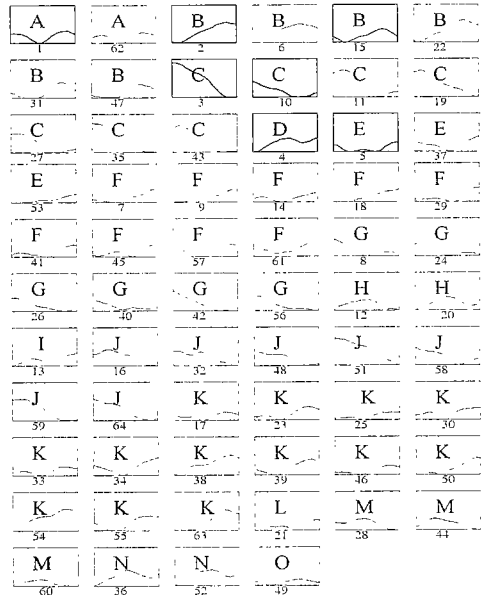 A A B B B B
1 62 2 6 15 22
B B C C C C
31 47 3 10 11 19
C C C D E E
27 35 43 4 5 37
E F F F F F
53 7 9 14 18 29
F F F F G G
41 45 57 61 8 24
G G G G H H
26 40 42 56 12 20
I J J J J J
13 16 32 48 51 58
J J K K K K
59 64 17 23 25 30
K K K K K K
33 34 38 39 46 50
K K K L M M
54 55 63 21 28 44
M N N O
60 36 52 49